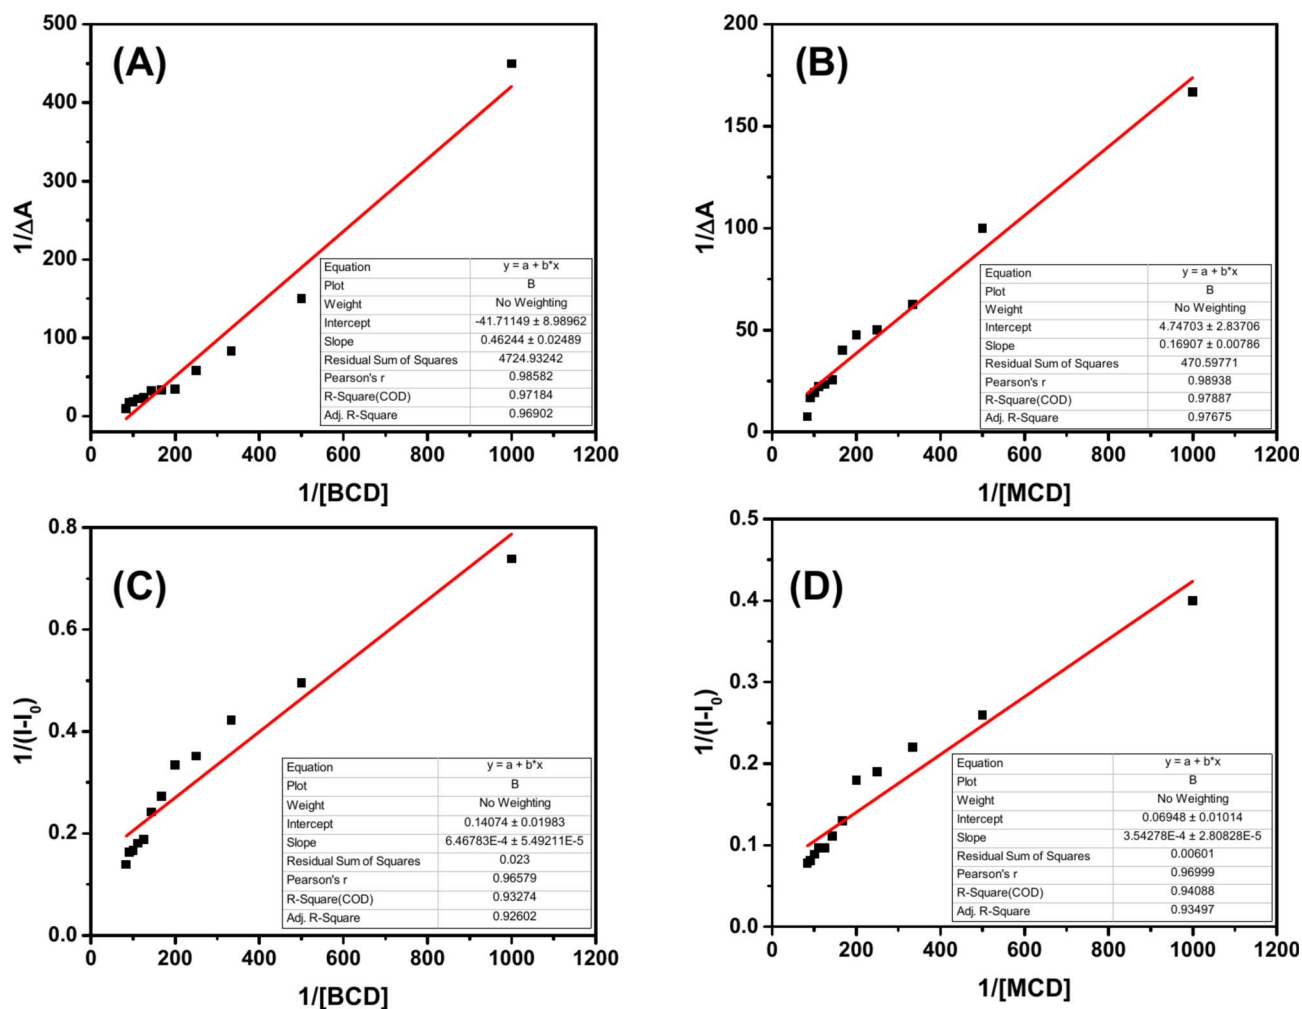 (A)
500
400
300
200
100
0
1/ΔA
0 200 400 600 800 1000 1200
1/[BCD]
Equation y = a + b*x
Plot B
Weight No Weighting
Intercept -41.71149 ± 8.98962
Slope 0.46244 ± 0.02489
Residual Sum of Squares 4724.93242
Pearson's r 0.98582
R-Square(COD) 0.97184
Adj. R-Square 0.96902
(B)
200
150
100
50
0
1/ΔA
0 200 400 600 800 1000 1200
1/[MCD]
Equation y = a + b*x
Plot B
Weight No Weighting
Intercept 4.74703 ± 2.83706
Slope 0.16907 ± 0.00786
Residual Sum of Squares 470.59771
Pearson's r 0.98938
R-Square(COD) 0.97887
Adj. R-Square 0.97675
(C)
0.8
0.6
0.4
0.2
0.0
1/(I-I₀)
0 200 400 600 800 1000 1200
1/[BCD]
Equation y = a + b*x
Plot B
Weight No Weighting
Intercept 0.14074 ± 0.01983
Slope 6.46783E-4 ± 5.49211E-5
Residual Sum of Squares 0.023
Pearson's r 0.96579
R-Square(COD) 0.93274
Adj. R-Square 0.92602
(D)
0.5
0.4
0.3
0.2
0.1
0.0
1/(I-I₀)
0 200 400 600 800 1000 1200
1/[MCD]
Equation y = a + b*x
Plot B
Weight No Weighting
Intercept 0.06948 ± 0.01014
Slope 3.54278E-4 ± 2.80828E-5
Residual Sum of Squares 0.00601
Pearson's r 0.96999
R-Square(COD) 0.94088
Adj. R-Square 0.93497